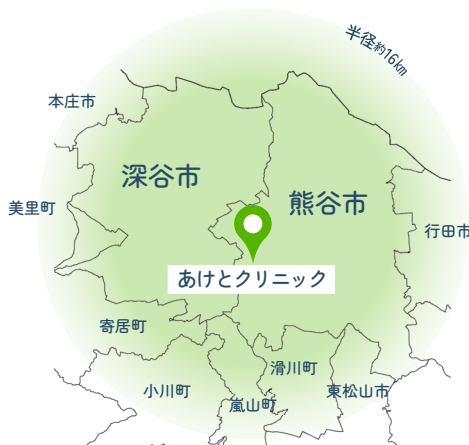 半径約16km
本庄市
深谷市
熊谷市
美里町
行田市
あけとクリニック
寄居町
滑川町
小川町
嵐山町
東松山市